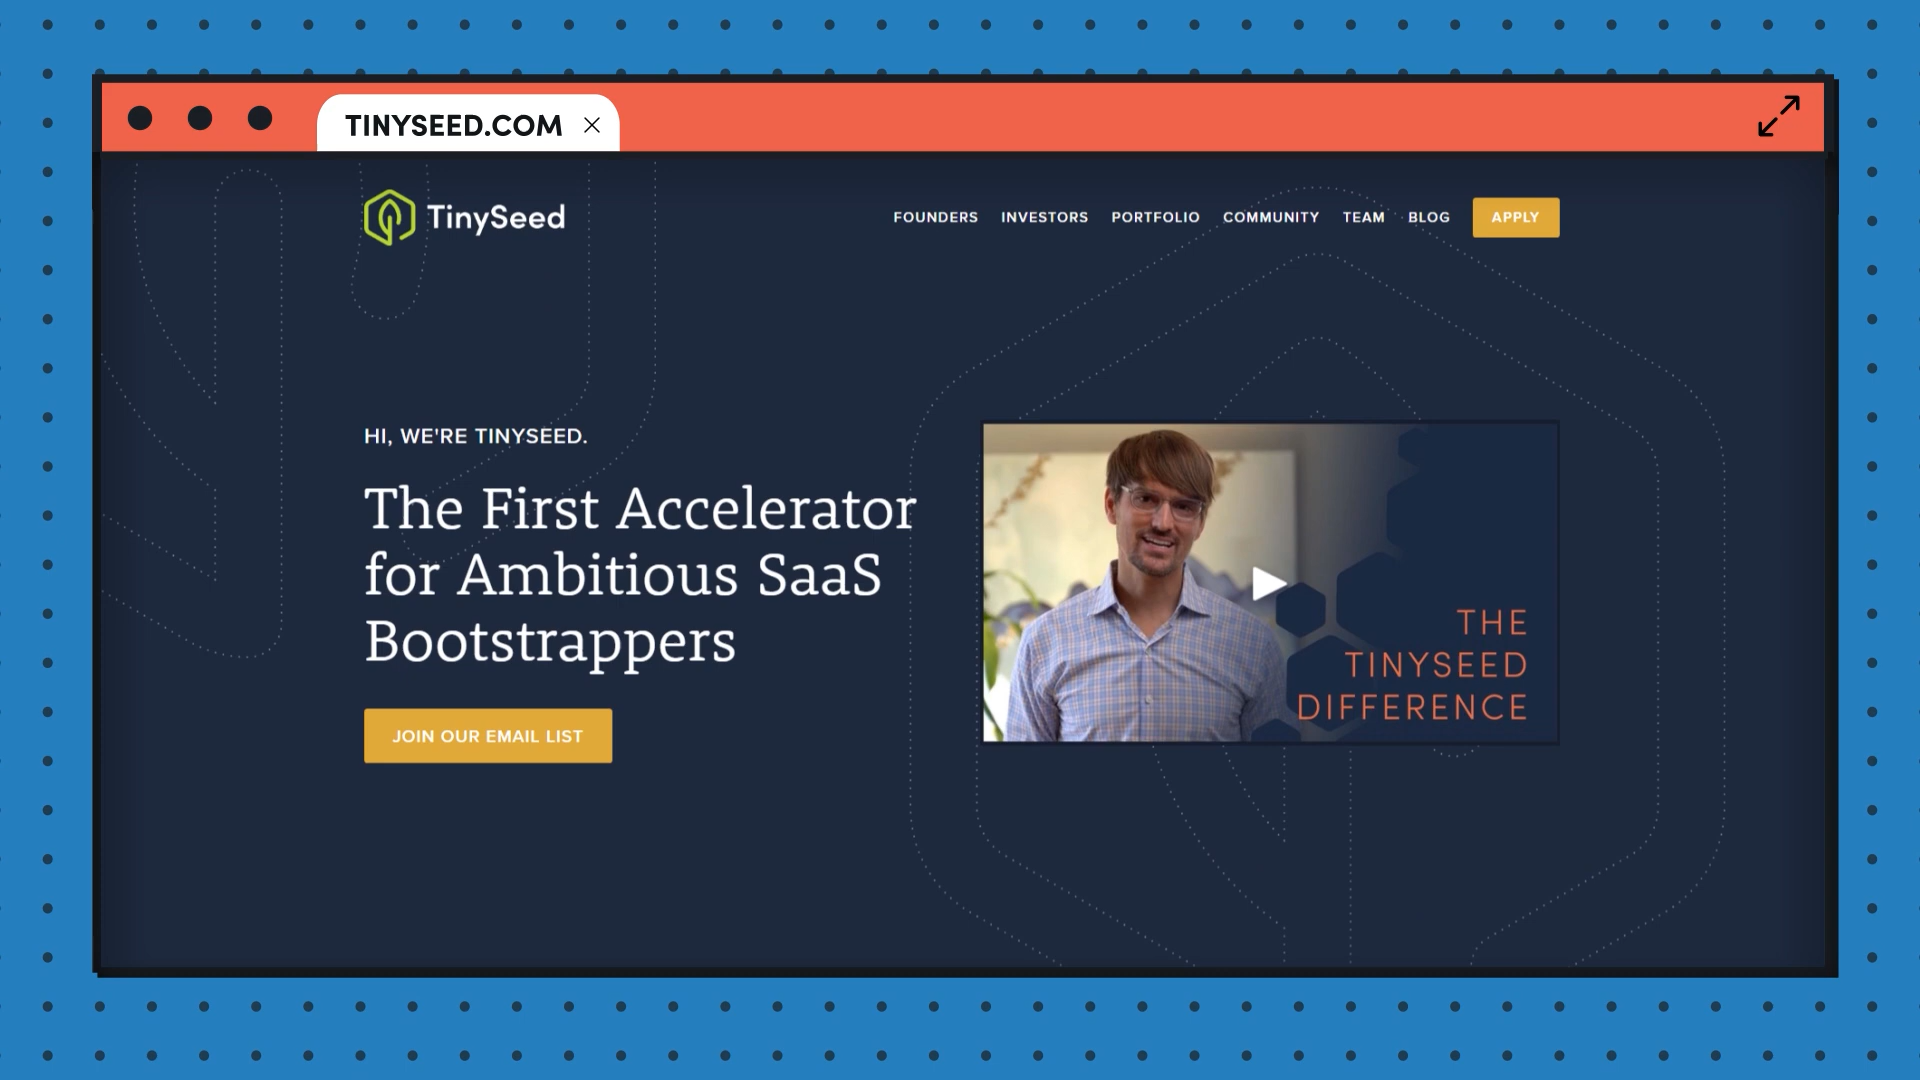 TINYSEED.COM
TinySeed
FOUNDERS INVESTORS PORTFOLIO COMMUNITY TEAM BLOG APPLY
HI, WE'RE TINYSEED.
The First Accelerator
for Ambitious SaaS
Bootstrappers
JOIN OUR EMAIL LIST
THE
TINYSEED
DIFFERENCE